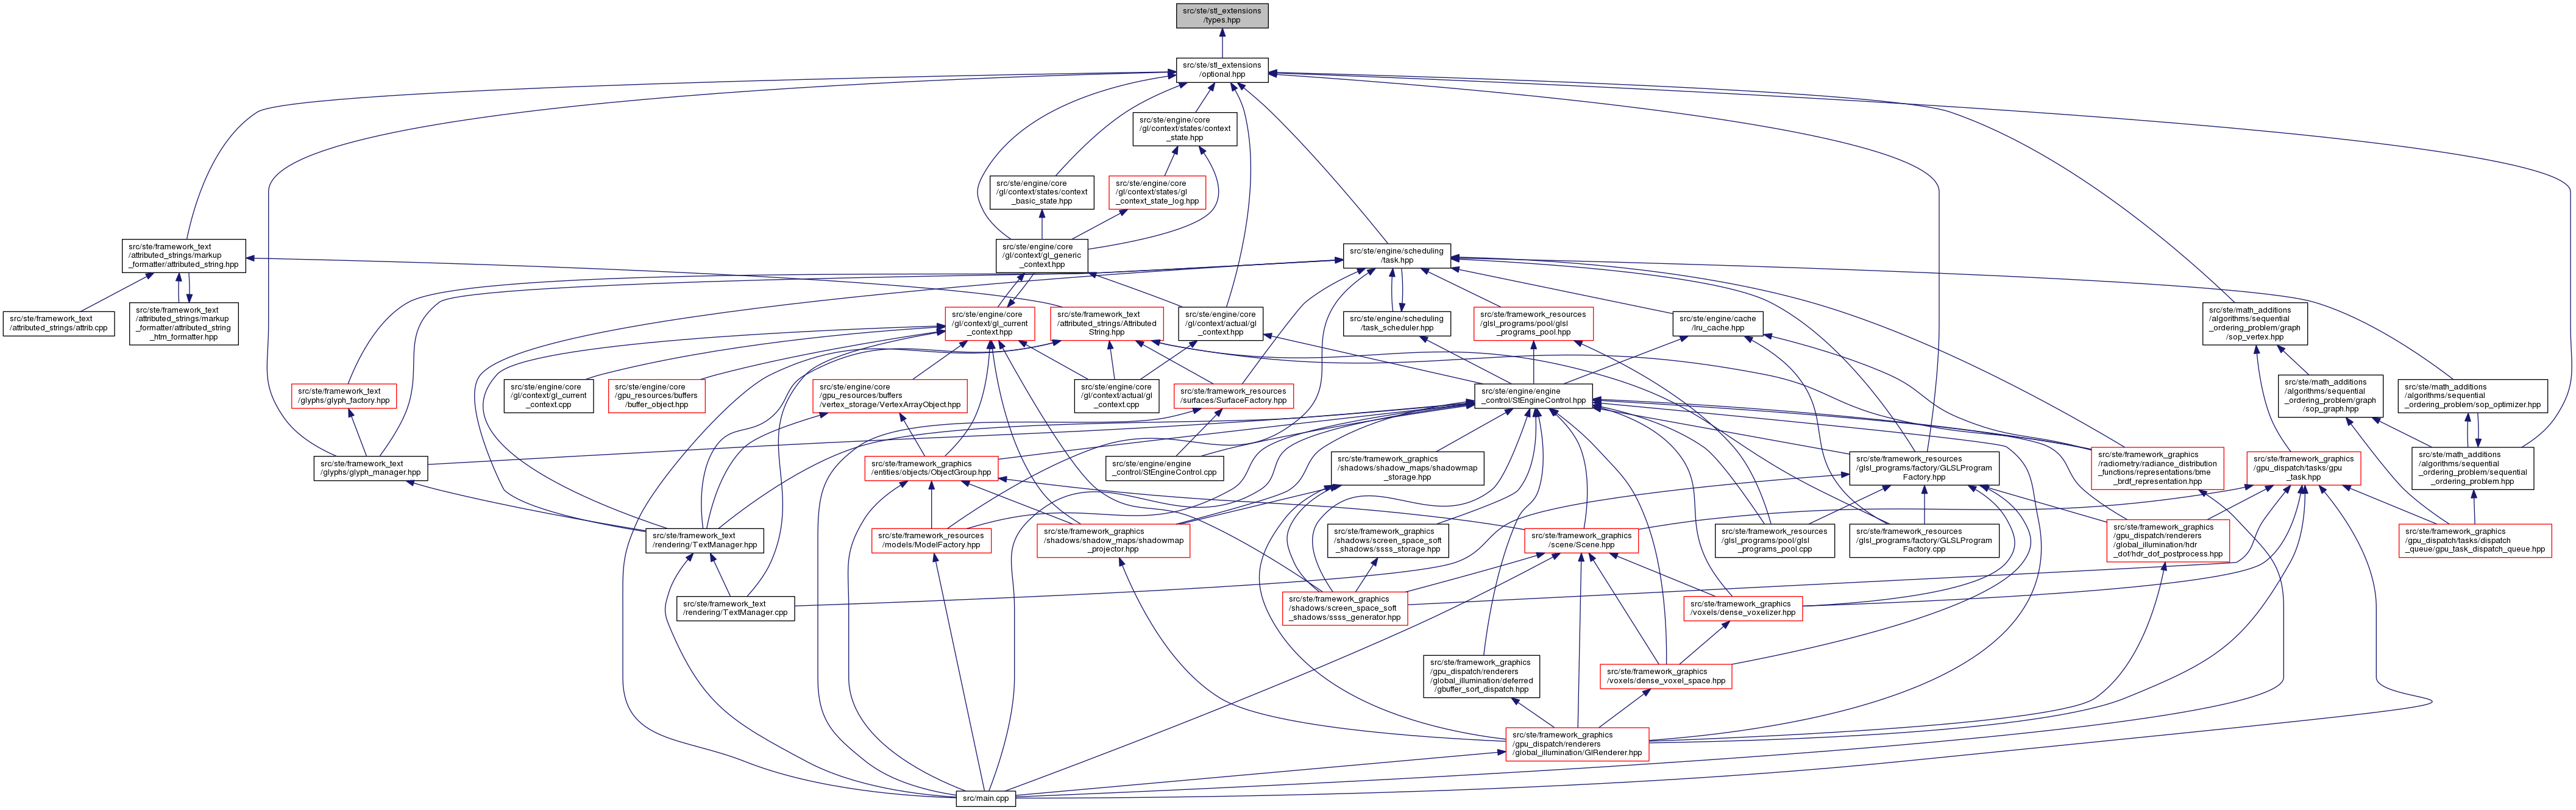 src/ste/stl_extensions
/types.hpp
src/ste/stl_extensions
/optional.hpp
src/ste/engine/core
/gl/context/states/context
_state.hpp
src/ste/engine/core
/gl/context/states/context
_basic_state.hpp
src/ste/engine/core
/gl/context/states/gl
_context_state_log.hpp
src/ste/framework_text
/attributed_strings/markup
_formatter/attributed_string.hpp
src/ste/engine/core
/gl/context/gl_generic
_context.hpp
src/ste/engine/scheduling
/task.hpp
src/ste/framework_text
/attributed_strings/attrib.cpp
src/ste/framework_text
/attributed_strings/markup
_formatter/attributed_string
_htm_formatter.hpp
src/ste/engine/core
/gl/context/gl_current
_context.hpp
src/ste/framework_text
/attributed_strings/Attributed
String.hpp
src/ste/engine/core
/gl/context/actual/gl
_context.hpp
src/ste/engine/scheduling
/task_scheduler.hpp
src/ste/framework_resources
/glsl_programs/pool/glsl
_programs_pool.hpp
src/ste/engine/cache
/lru_cache.hpp
src/ste/math_additions
/algorithms/sequential
_ordering_problem/graph
/sop_vertex.hpp
src/ste/framework_text
/glyphs/glyph_factory.hpp
src/ste/engine/core
/gl/context/gl_current
_context.cpp
src/ste/engine/core
/gpu_resources/buffers
/buffer_object.hpp
src/ste/engine/core
/gpu_resources/buffers
/vertex_storage/VertexArrayObject.hpp
src/ste/engine/core
/gl/context/actual/gl
_context.cpp
src/ste/framework_resources
/surfaces/SurfaceFactory.hpp
src/ste/engine/engine
_control/StEngineControl.hpp
src/ste/math_additions
/algorithms/sequential
_ordering_problem/graph
/sop_graph.hpp
src/ste/math_additions
/algorithms/sequential
_ordering_problem/sop_optimizer.hpp
src/ste/framework_text
/glyphs/glyph_manager.hpp
src/ste/framework_graphics
/entities/objects/ObjectGroup.hpp
src/ste/engine/engine
_control/StEngineControl.cpp
src/ste/framework_graphics
/shadows/shadow_maps/shadowmap
_storage.hpp
src/ste/framework_resources
/glsl_programs/factory/GLSLProgram
Factory.hpp
src/ste/framework_graphics
/radiometry/radiance_distribution
_functions/representations/bme
_brdf_representation.hpp
src/ste/framework_graphics
/gpu_dispatch/tasks/gpu
_task.hpp
src/ste/math_additions
/algorithms/sequential
_ordering_problem/sequential
_ordering_problem.hpp
src/ste/framework_text
/rendering/TextManager.hpp
src/ste/framework_resources
/models/ModelFactory.hpp
src/ste/framework_graphics
/shadows/shadow_maps/shadowmap
_projector.hpp
src/ste/framework_graphics
/shadows/screen_space_soft
_shadows/ssss_storage.hpp
src/ste/framework_graphics
/scene/Scene.hpp
src/ste/framework_resources
/glsl_programs/pool/glsl
_programs_pool.cpp
src/ste/framework_resources
/glsl_programs/factory/GLSLProgram
Factory.cpp
src/ste/framework_graphics
/gpu_dispatch/renderers
/global_illumination/hdr
_dof/hdr_dof_postprocess.hpp
src/ste/framework_graphics
/gpu_dispatch/tasks/dispatch
_queue/gpu_task_dispatch_queue.hpp
src/ste/framework_text
/rendering/TextManager.cpp
src/ste/framework_graphics
/shadows/screen_space_soft
_shadows/ssss_generator.hpp
src/ste/framework_graphics
/voxels/dense_voxelizer.hpp
src/ste/framework_graphics
/gpu_dispatch/renderers
/global_illumination/deferred
/gbuffer_sort_dispatch.hpp
src/ste/framework_graphics
/voxels/dense_voxel_space.hpp
src/ste/framework_graphics
/gpu_dispatch/renderers
/global_illumination/GIRenderer.hpp
src/main.cpp